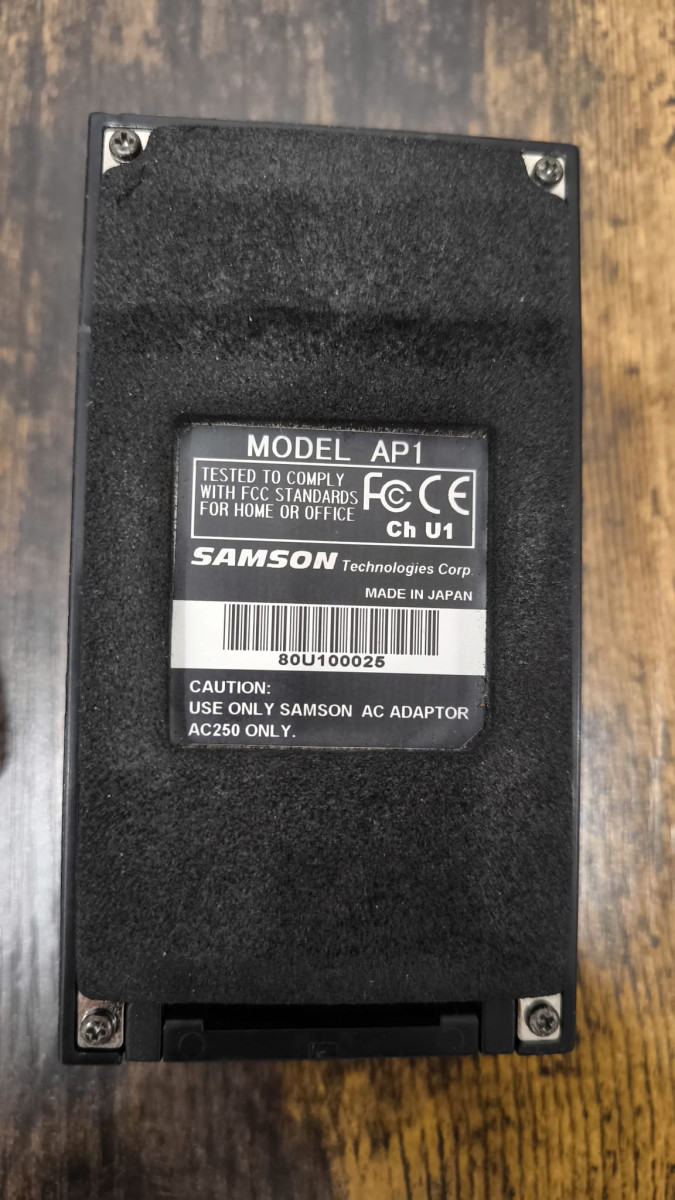 MODEL AP1
TESTED TO COMPLY
WITH FCC STANDARDS
FOR HOME OR OFFICE
FC CE
Ch U1
SAMSON Technologies Corp.
MADE IN JAPAN
80U100025
CAUTION:
USE ONLY SAMSON AC ADAPTOR
AC250 ONLY.